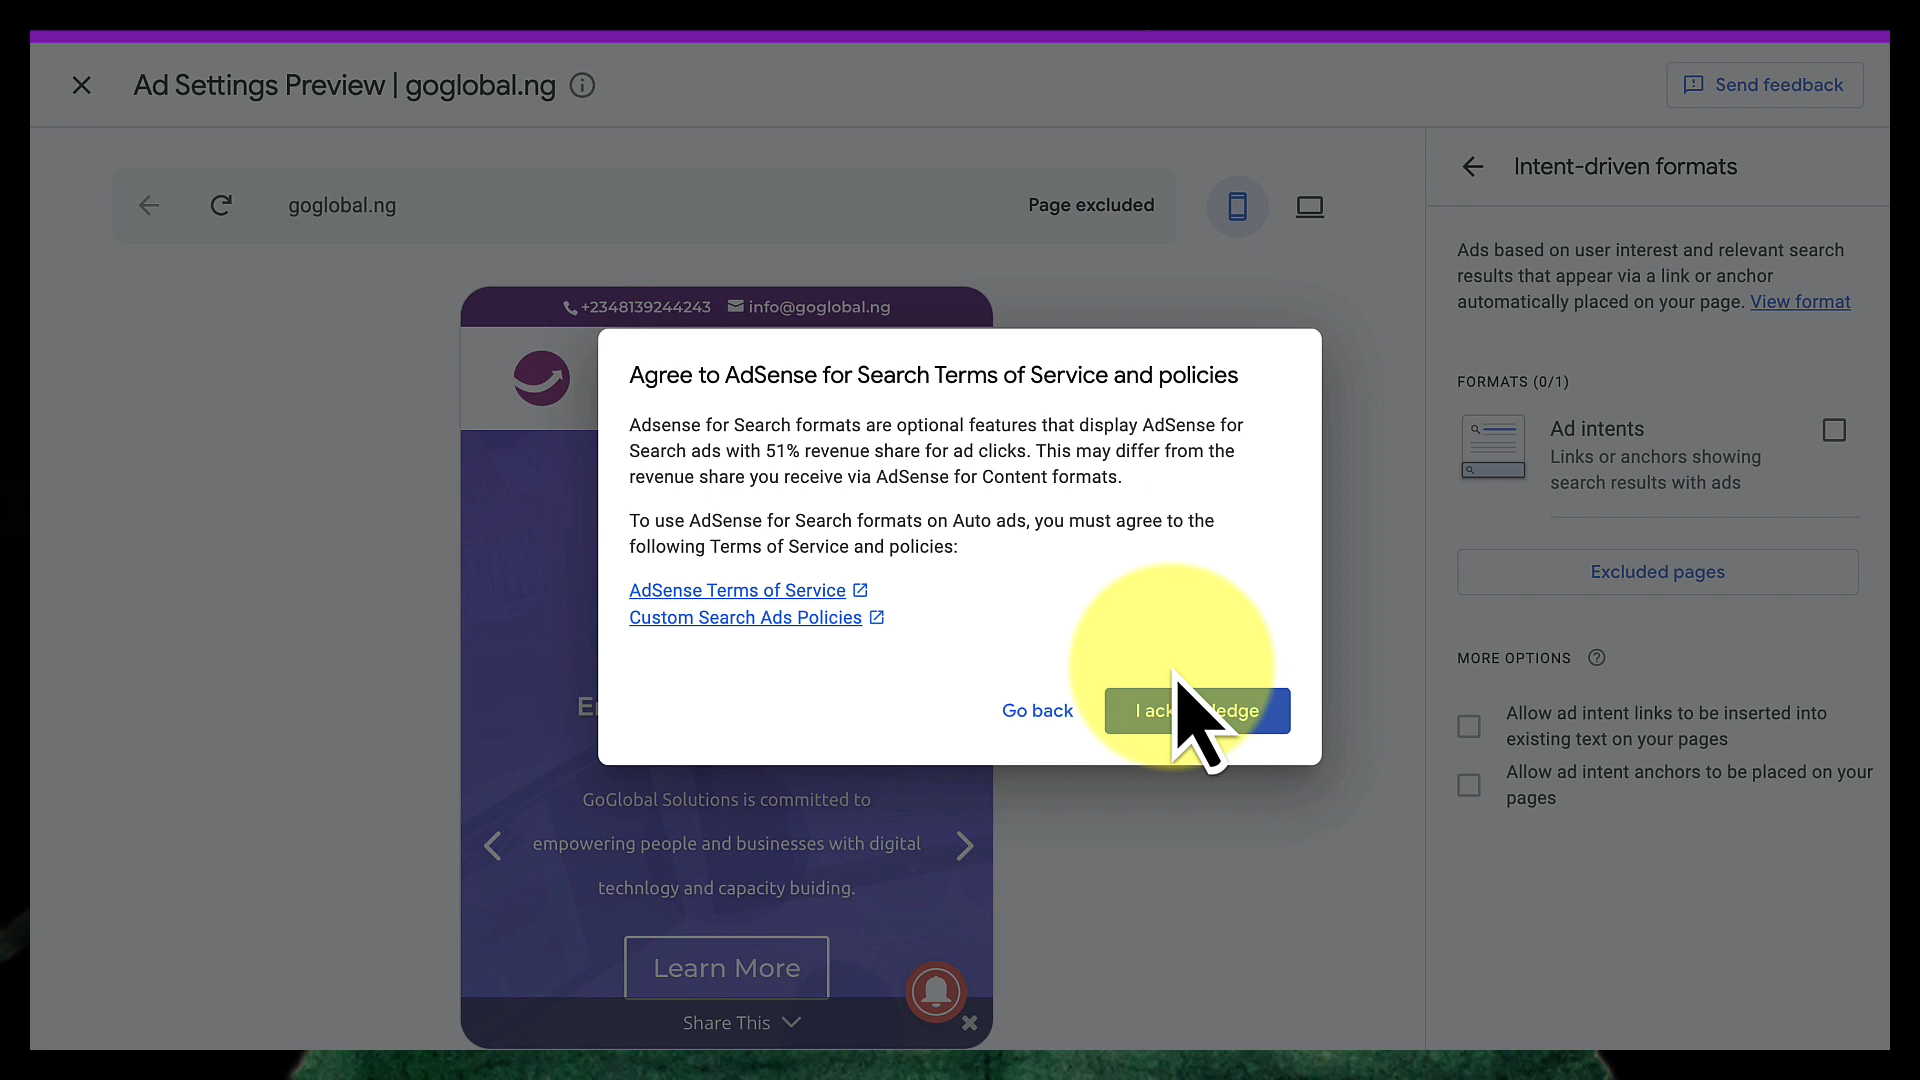 Ad Settings Preview | goglobal.ng
Send feedback
goglobal.ng
Page excluded
Intent-driven formats
Ads based on user interest and relevant search
results that appear via a link or anchor
automatically placed on your page. View format
FORMATS (0/1)
Ad intents
Links or anchors showing
search results with ads
Excluded pages
MORE OPTIONS
Allow ad intent links to be inserted into
existing text on your pages
Allow ad intent anchors to be placed on your
pages
+2348139244243 info@goglobal.ng
Agree to AdSense for Search Terms of Service and policies
Adsense for Search formats are optional features that display AdSense for
Search ads with 51% revenue share for ad clicks. This may differ from the
revenue share you receive via AdSense for Content formats.
To use AdSense for Search formats on Auto ads, you must agree to the
following Terms of Service and policies:
AdSense Terms of Service
Custom Search Ads Policies
Go back
GoGlobal Solutions is committed to
empowering people and businesses with digital
technlogy and capacity buiding.
Learn More
Share This